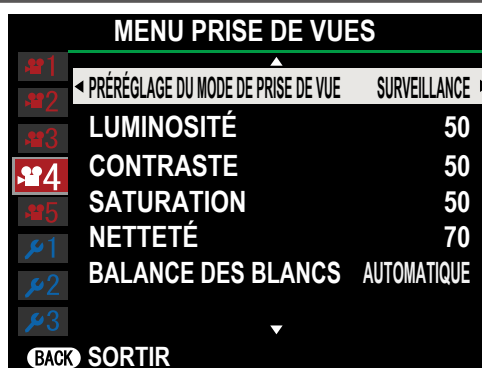 MENU PRISE DE VUES
1
PRÉRÉGLAGE DU MODE DE PRISE DE VUE SURVEILLANCE
2
LUMINOSITÉ 50
3
CONTRASTE 50
4
SATURATION 50
5
NETTETÉ 70
1
BALANCE DES BLANCS AUTOMATIQUE
2
3
BACK SORTIR